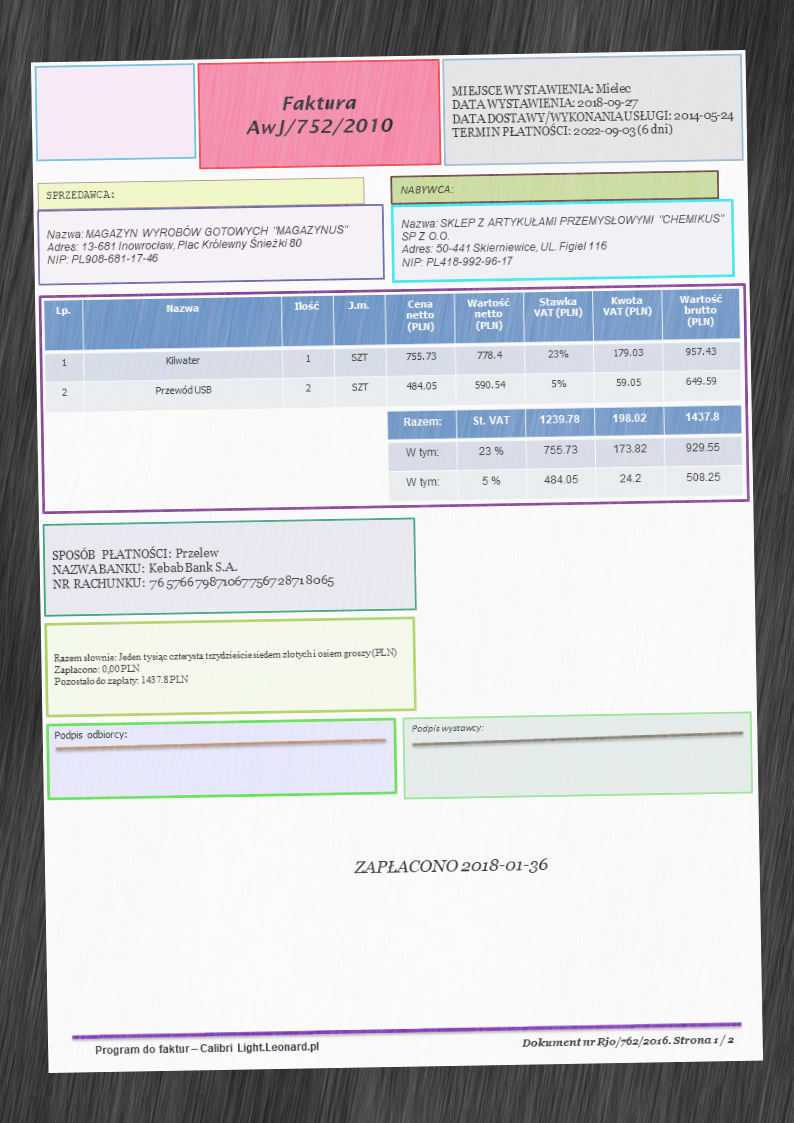 Faktura
AwJ/752/2010
MIEJSCE WYSTAWIENIA: Mielec
DATA WYSTAWIENIA: 2018-09-27
DATA DOSTAWY/WYKONANIA USŁUGI: 2014-05-24
TERMIN PŁATNOŚCI: 2022-09-03 (6 dni)
SPRZEDAWCA:
Nazwa: MAGAZYN WYROBÓW GOTOWYCH "MAGAZYNUS"
Adres: 13-681 Inowrocław, Plac Królewny Śnieżki 80
NIP: PL908-681-17-46
NABYWCA:
Nazwa: SKLEP Z ARTYKUŁAMI PRZEMYSŁOWYMI "CHEMIKUS"
SP Z O.O.
Adres: 50-441 Skierniewice, UL. Figiel 116
NIP: PL418-992-96-17
Lp. Nazwa Ilość J.m. Cena netto (PLN) Wartość netto (PLN) Stawka VAT (PLN) Kwota VAT (PLN) Wartość brutto (PLN)
1 Kilwater 1 SZT 755.73 778.4 23% 179.03 957.43
2 Przewód USB 2 SZT 484.05 590.54 5% 59.05 649.59
Razem: St. VAT 1239.78 198.02 1437.8
W tym: 23 % 755.73 173.82 929.55
W tym: 5 % 484.05 24.2 508.25
SPOSÓB PŁATNOŚCI: Przelew
NAZWA BANKU: Kebab Bank S.A.
NR RACHUNKU: 76 5766798710677567 28718065
Razem słownie: Jeden tysiąc czterysta trzydzieście siedem złotych i osiem groszy (PLN)
Zapłacono: 0,00 PLN
Pozostało do zapłaty: 1437.8 PLN
Podpis odbiorcy:
Podpis wystawcy:
ZAPŁACONO 2018-01-36
Program do faktur – Calibri Light.Leonard.pl
Dokument nr Rjo/762/2016. Strona 1 / 2